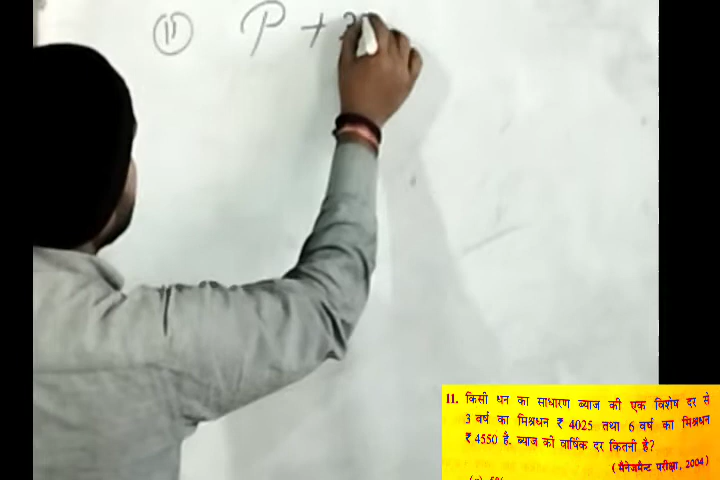 11 P + 3
11. किसी धन का साधारण ब्याज की एक विशेष दर से
3 वर्ष का मिश्रधन ₹ 4025 तथा 6 वर्ष का मिश्रधन
₹ 4550 है. ब्याज की वार्षिक दर कितनी है?
(मैनेजमैन्ट परीक्षा, 2004)